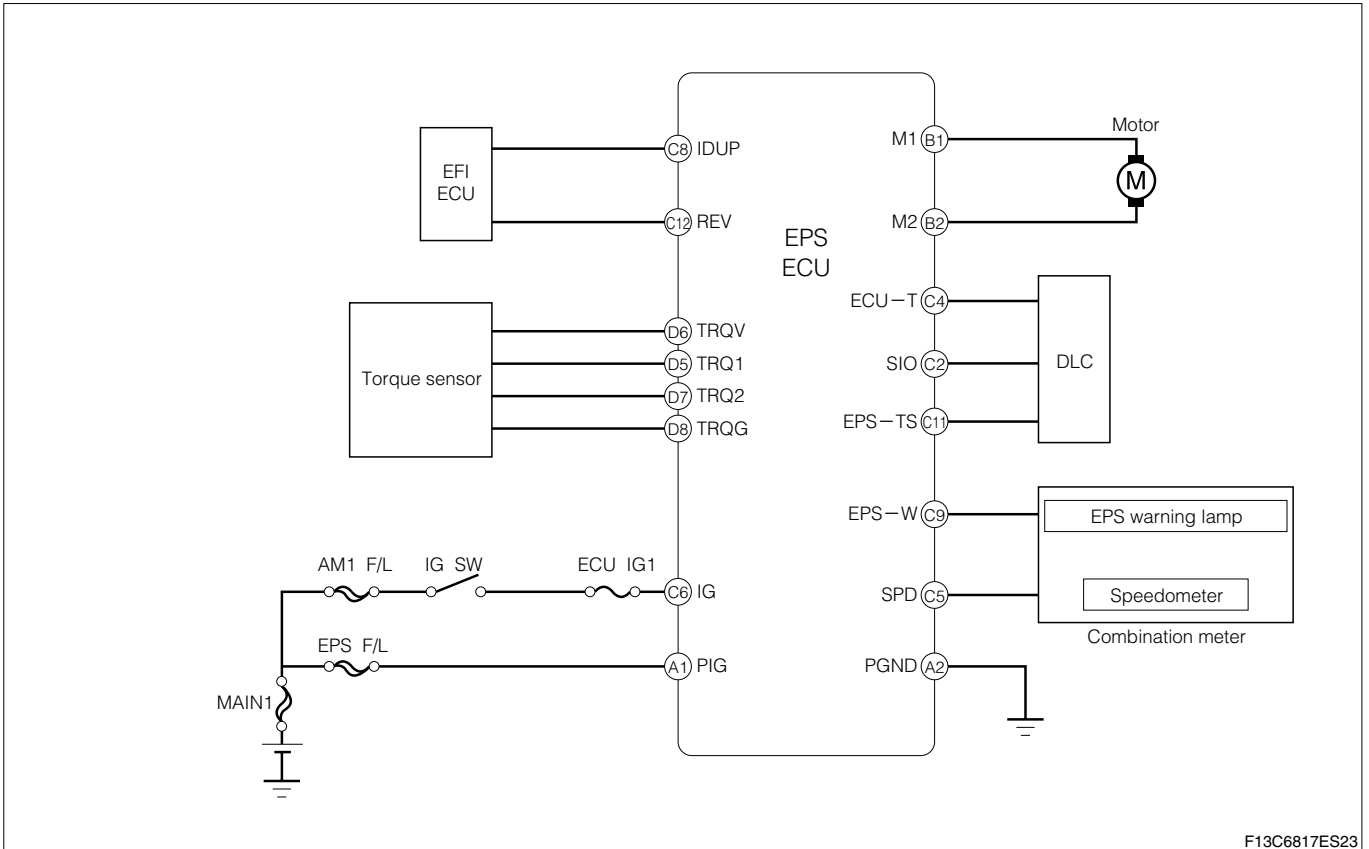 EFI
ECU
C8 IDUP
C12 REV
EPS
ECU
M1 B1
Motor
M
M2 B2
Torque sensor
D6 TRQV
D5 TRQ1
D7 TRQ2
D8 TRQG
ECU－T C4
SIO C2
EPS－TS C11
DLC
EPS－W C9
EPS warning lamp
SPD C5
Speedometer
Combination meter
AM1 F/L
IG SW
ECU IG1
C6 IG
EPS F/L
A1 PIG
PGND A2
MAIN1
F13C6817ES23